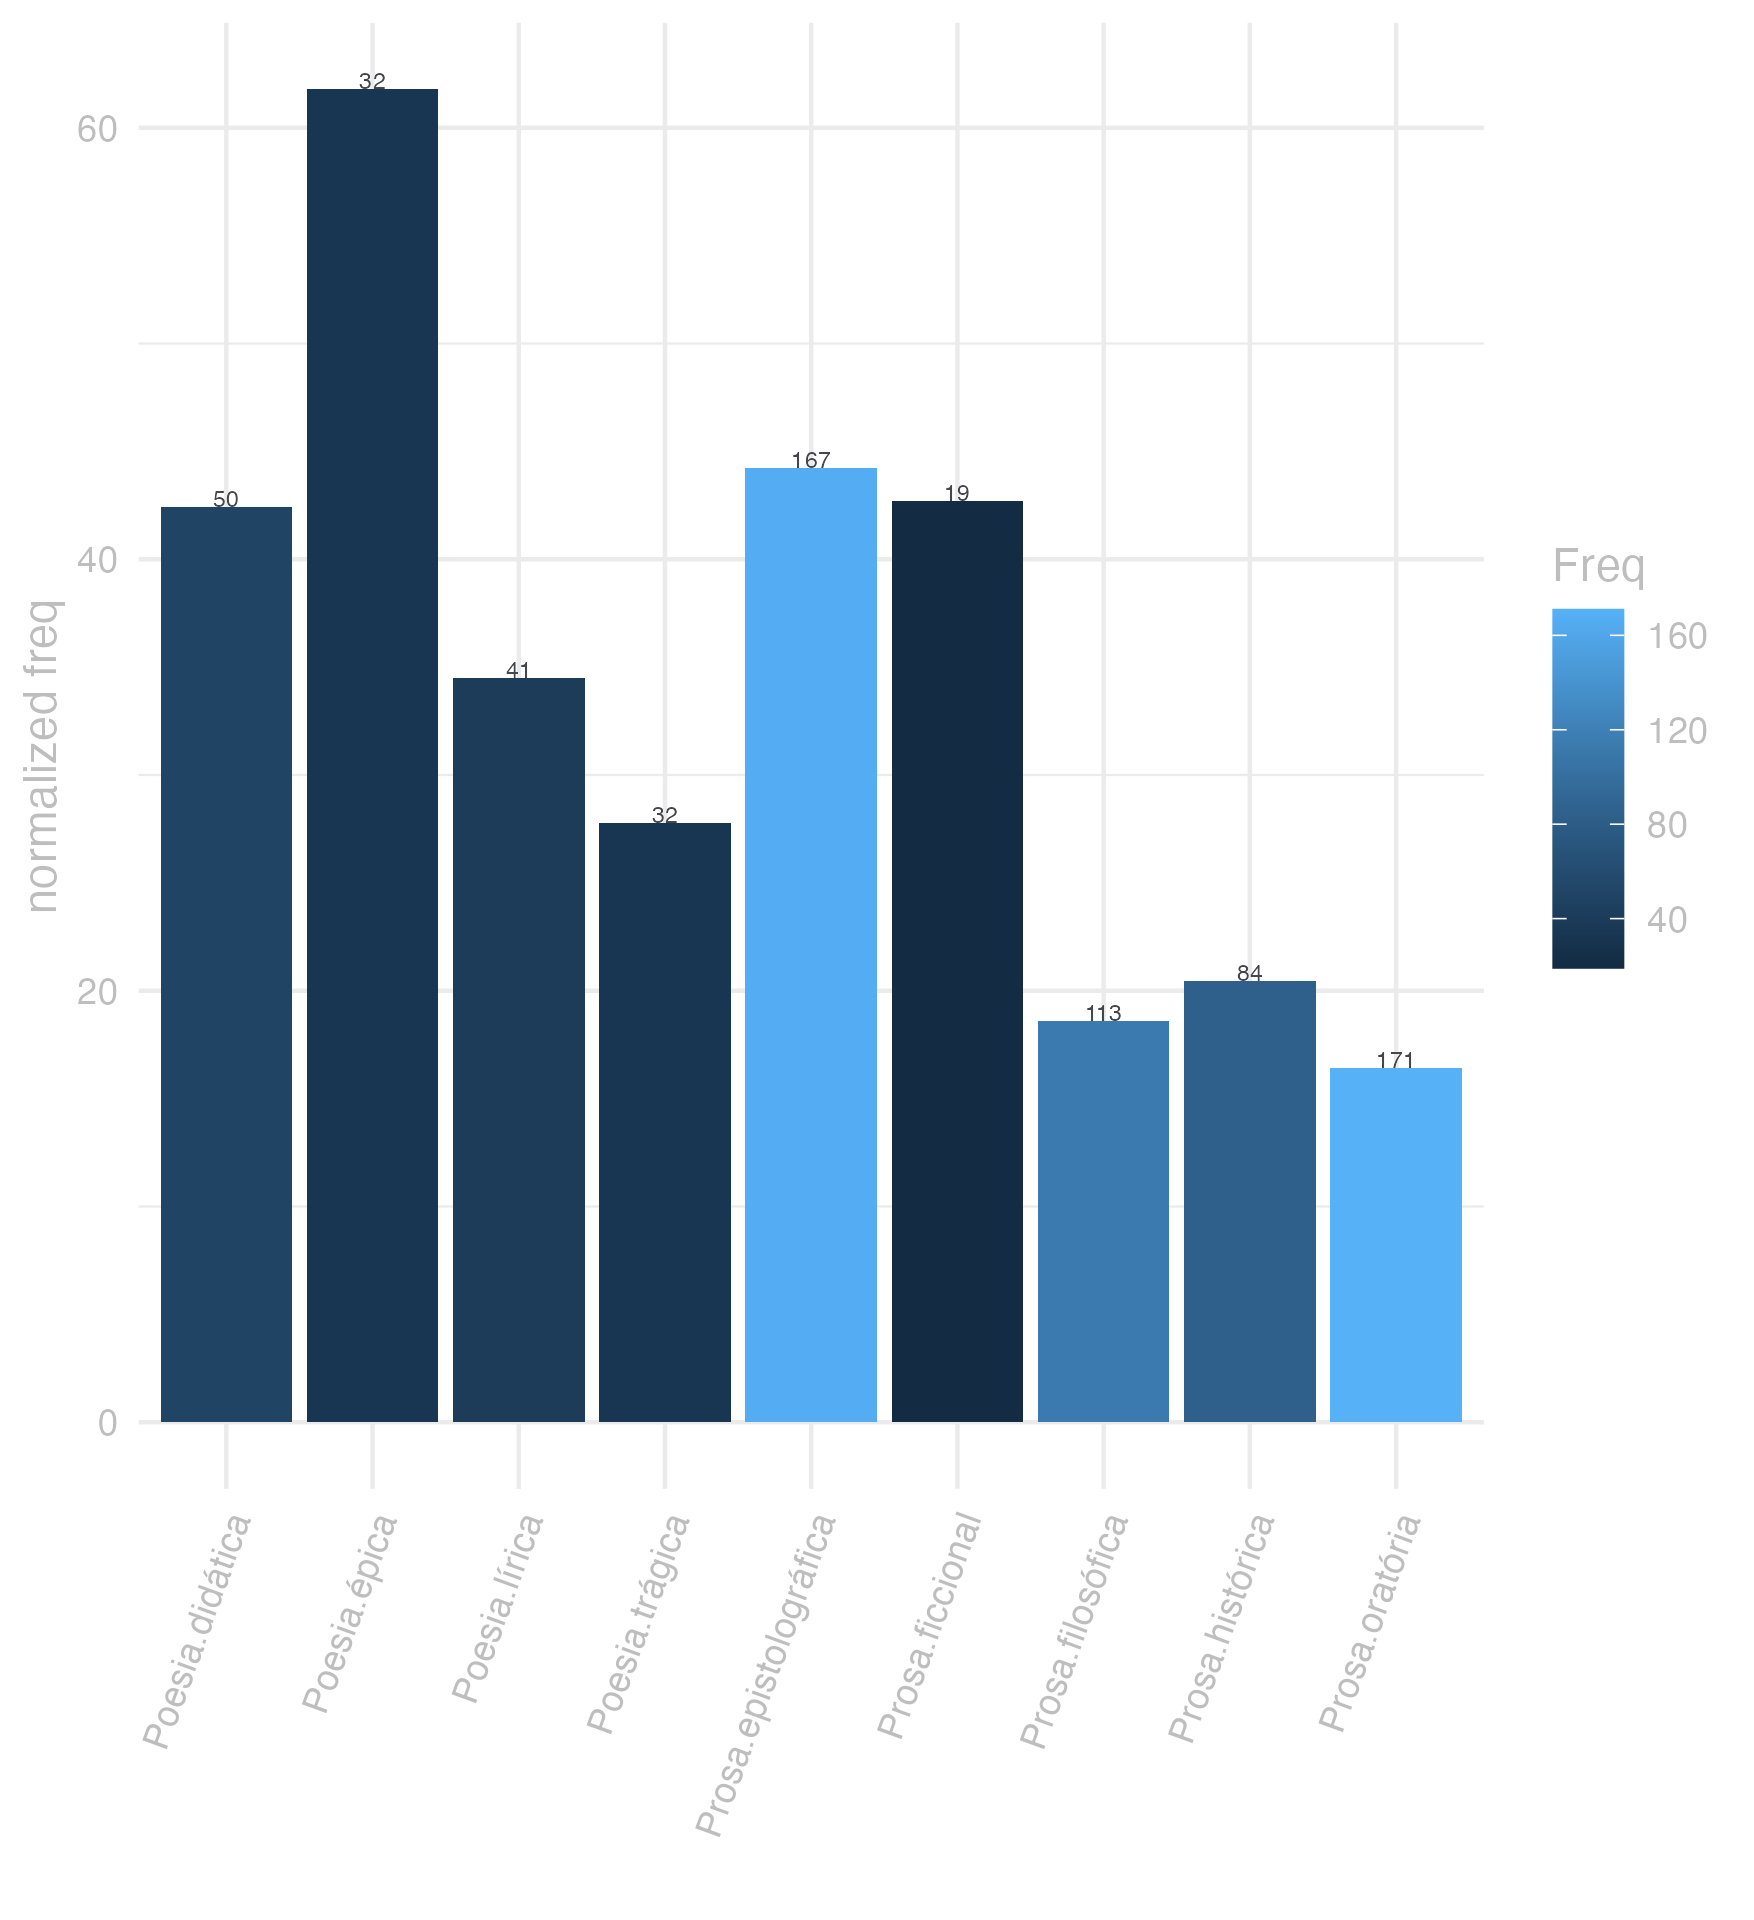 normalized freq
60
40
20
0
50
32
41
32
167
19
113
84
171
Poesia.didática
Poesia.épica
Poesia.lírica
Poesia.trágica
Prosa.epistolográfica
Prosa.ficcional
Prosa.filosófica
Prosa.histórica
Prosa.oratória
Freq
160
120
80
40